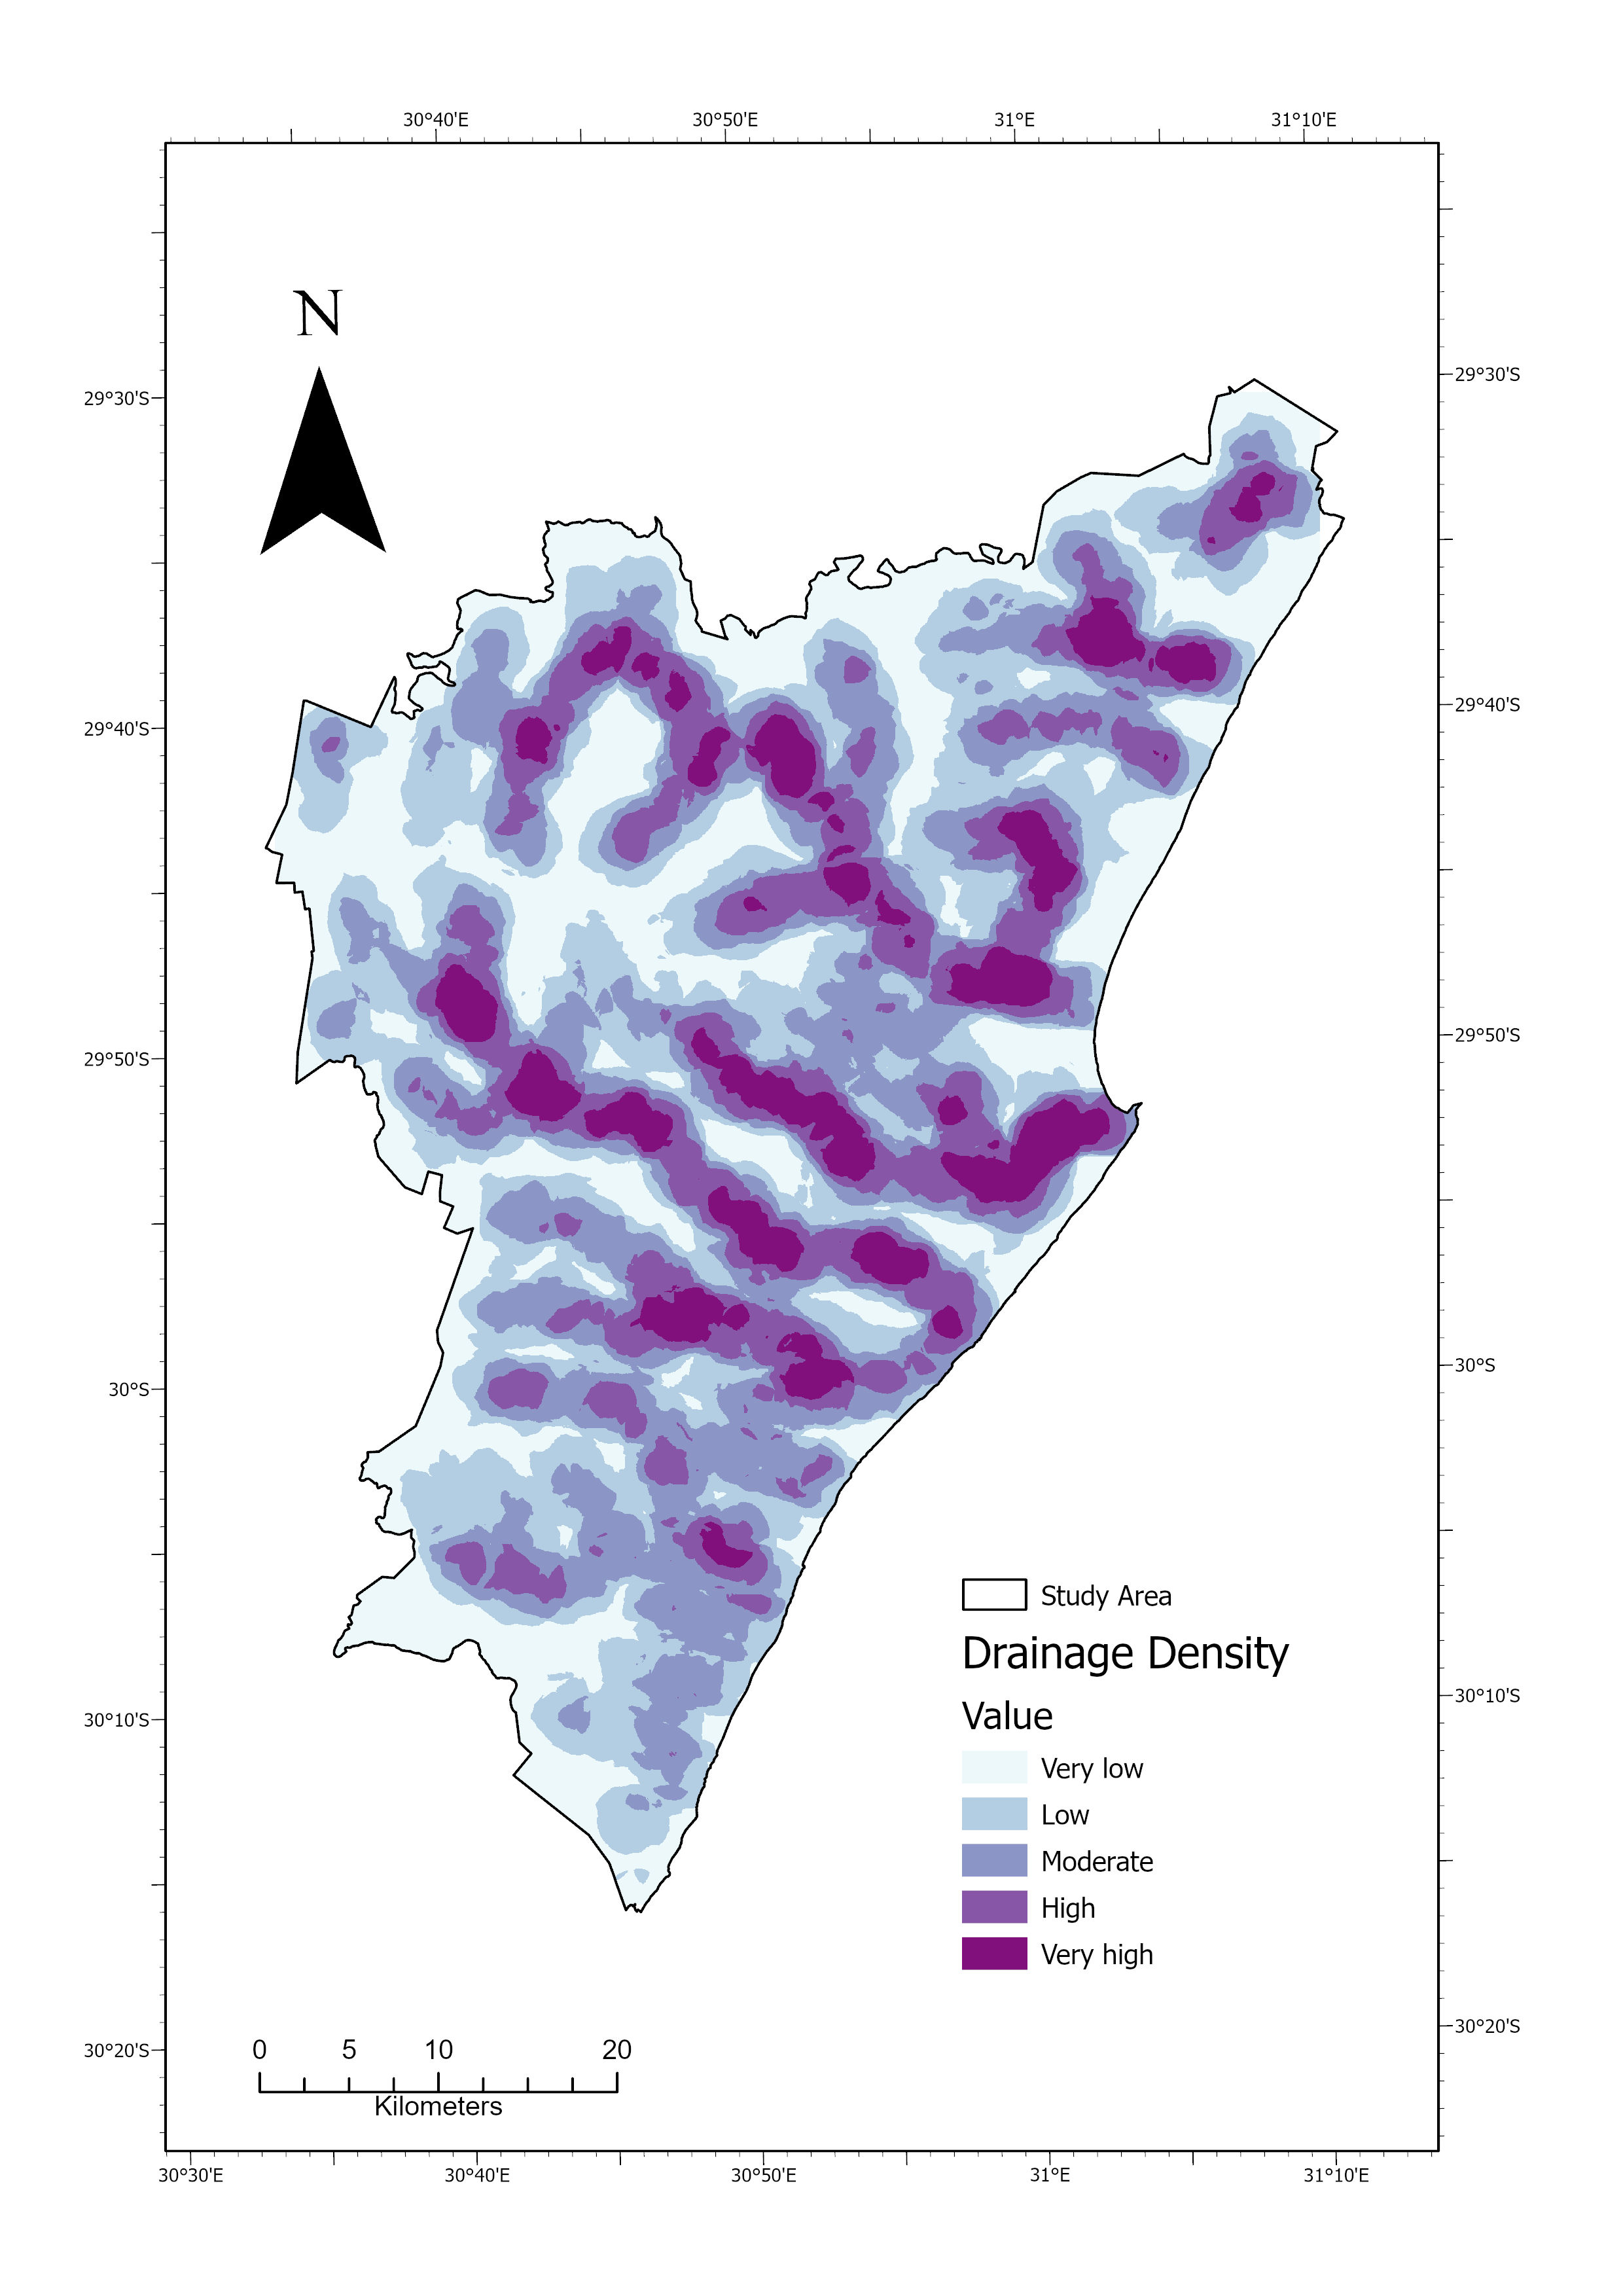 30°40'E 30°50'E 31°E 31°10'E
N
29°30'S 29°30'S
29°40'S 29°40'S
29°50'S 29°50'S
30°S 30°S
Study Area
Drainage Density
Value
30°10'S 30°10'S
Very low
Low
Moderate
High
Very high
30°20'S 30°20'S
0 5 10 20
Kilometers
30°30'E 30°40'E 30°50'E 31°E 31°10'E